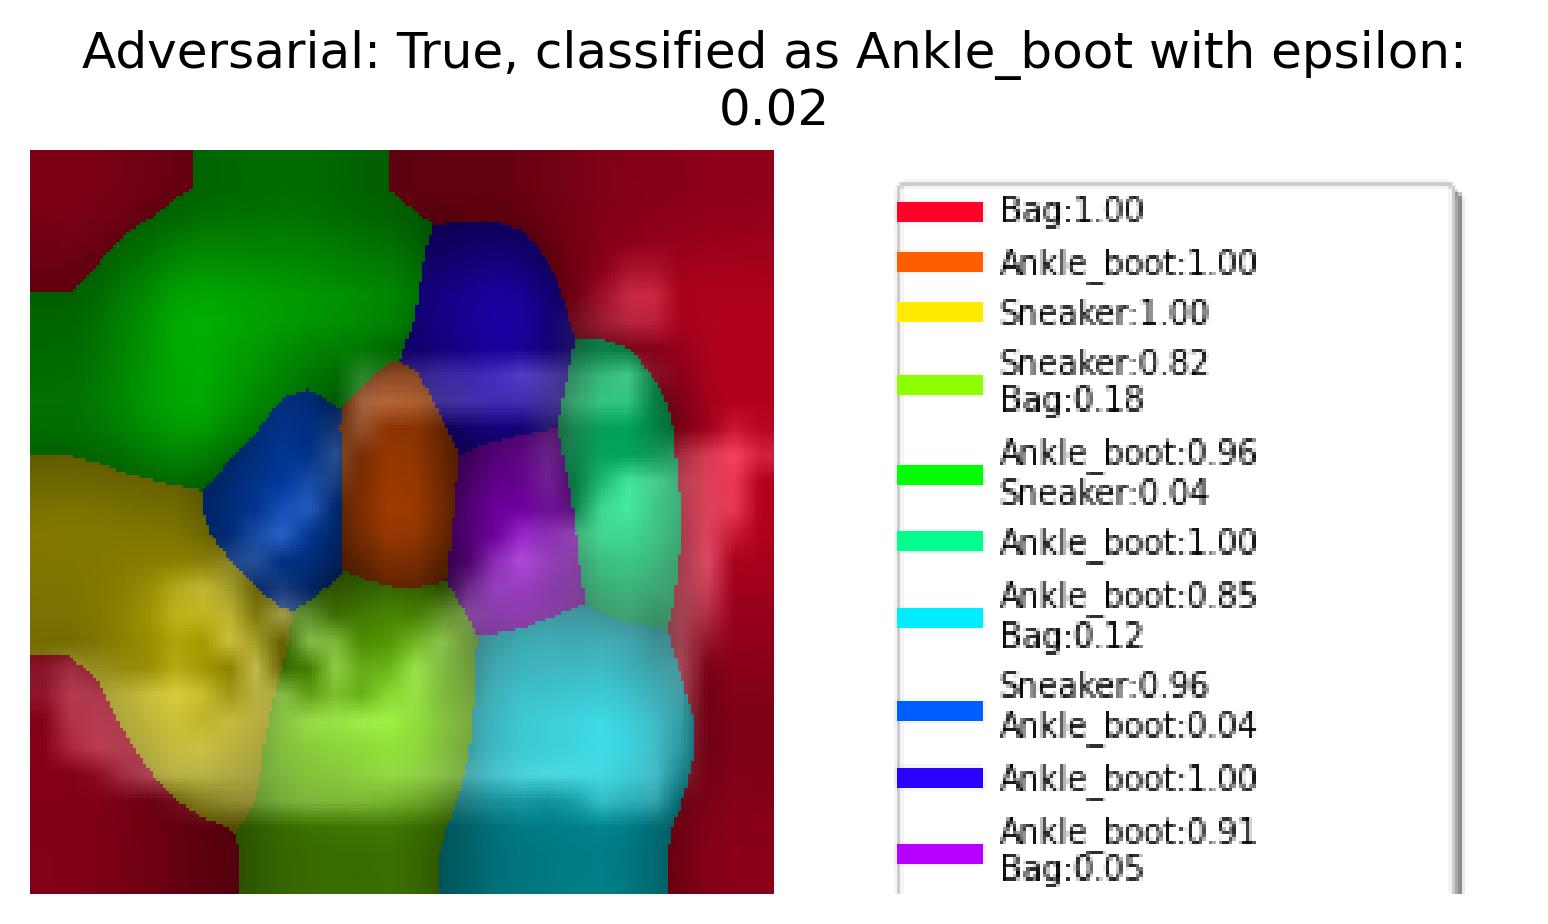 Adversarial: True, classified as Ankle_boot with epsilon:
0.02
Bag:1.00
Ankle_boot:1.00
Sneaker:1.00
Sneaker:0.82
Bag:0.18
Ankle_boot:0.96
Sneaker:0.04
Ankle_boot:1.00
Ankle_boot:0.85
Bag:0.12
Sneaker:0.96
Ankle_boot:0.04
Ankle_boot:1.00
Ankle_boot:0.91
Bag:0.05